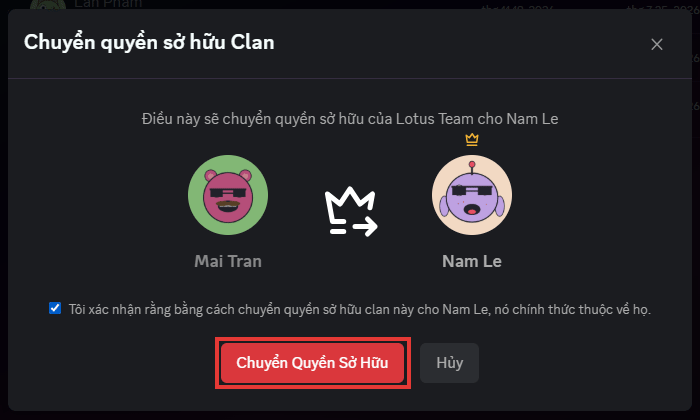 Lan Pham
Chuyển quyền sở hữu Clan
Điều này sẽ chuyển quyền sở hữu của Lotus Team cho Nam Le
Mai Tran
Nam Le
Tôi xác nhận rằng bằng cách chuyển quyền sở hữu clan này cho Nam Le, nó chính thức thuộc về họ.
Chuyển Quyền Sở Hữu
Hủy